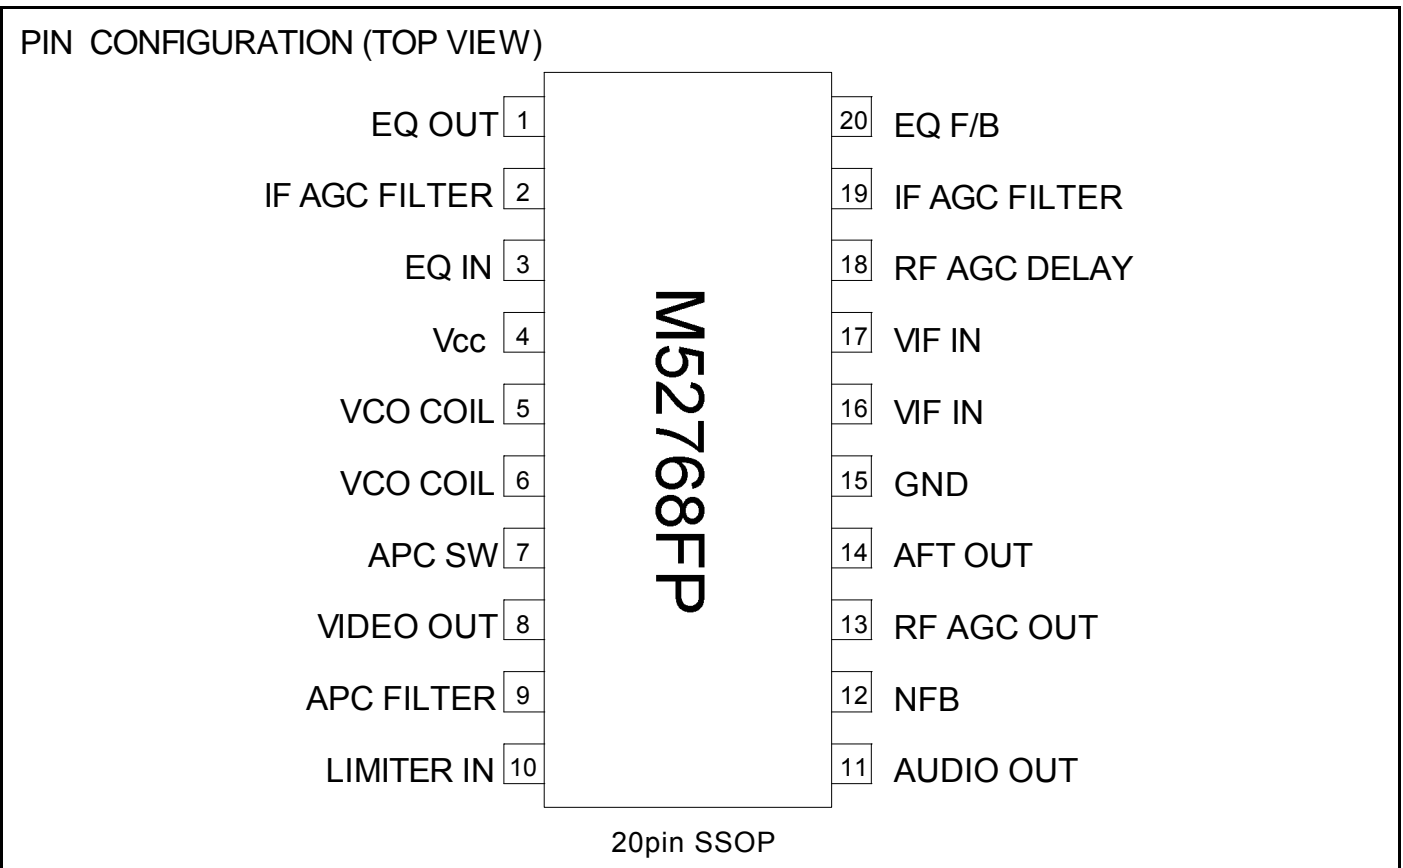 PIN CONFIGURATION (TOP VIEW)
EQ OUT 1 20 EQ F/B
IF AGC FILTER 2 19 IF AGC FILTER
EQ IN 3 18 RF AGC DELAY
Vcc 4 17 VIF IN
VCO COIL 5 16 VIF IN
VCO COIL 6 15 GND
APC SW 7 14 AFT OUT
VIDEO OUT 8 13 RF AGC OUT
APC FILTER 9 12 NFB
LIMITER IN 10 11 AUDIO OUT
M52768FP
20pin SSOP